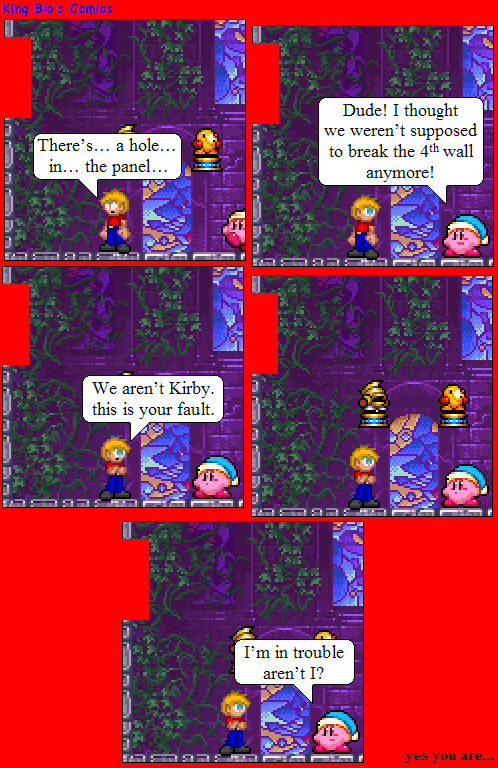 King Bio's Comics
There's… a hole…
in… the panel…
Dude! I thought
we weren't supposed
to break the 4th wall
anymore!
We aren't Kirby.
this is your fault.
I'm in trouble
aren't I?
yes you are...